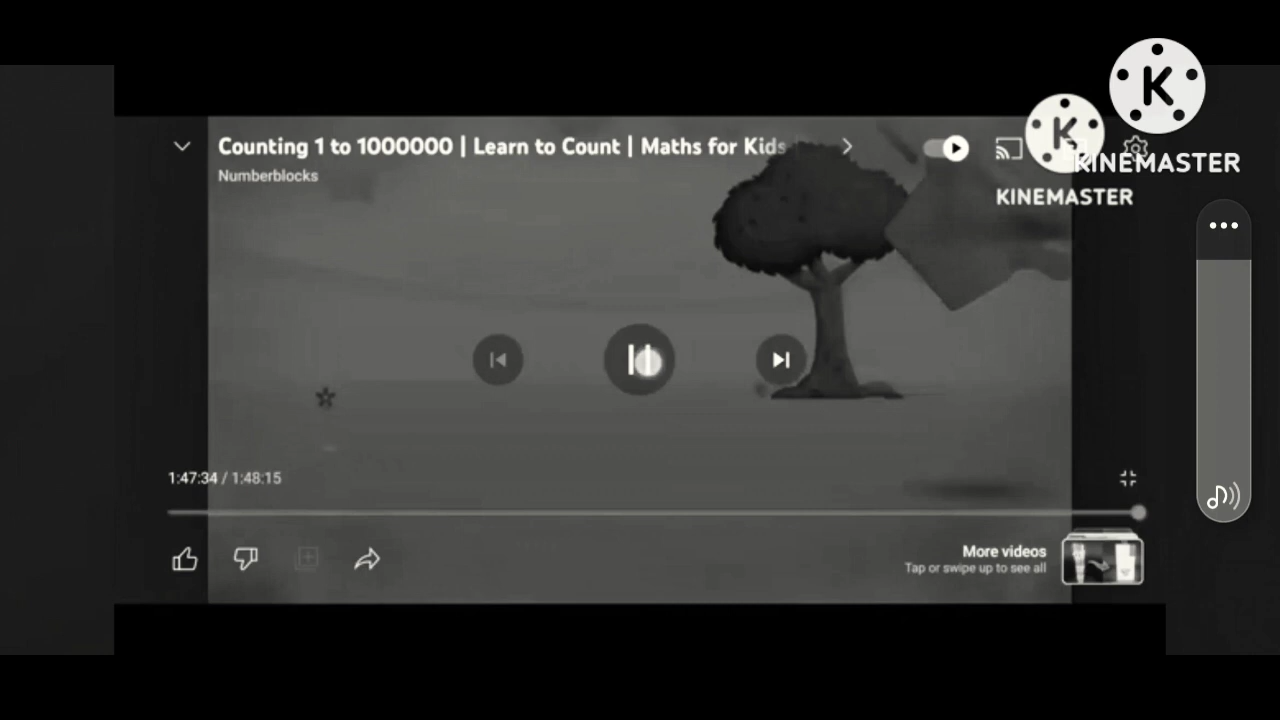 Counting 1 to 1000000 | Learn to Count | Maths for Kids
Numberblocks
K
K
KINEMASTER
KINEMASTER
1:47:34 / 1:48:15
More videos
Tap or swipe up to see all